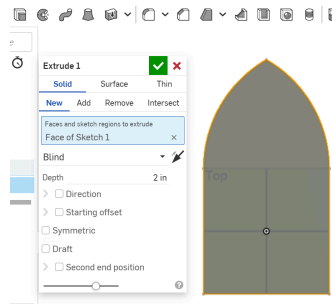 Extrude 1
Solid Surface Thin
New Add Remove Intersect
Faces and sketch regions to extrude
Face of Sketch 1
Blind
Depth 2 in
Direction
Starting offset
Symmetric
Draft
Second end position
Top